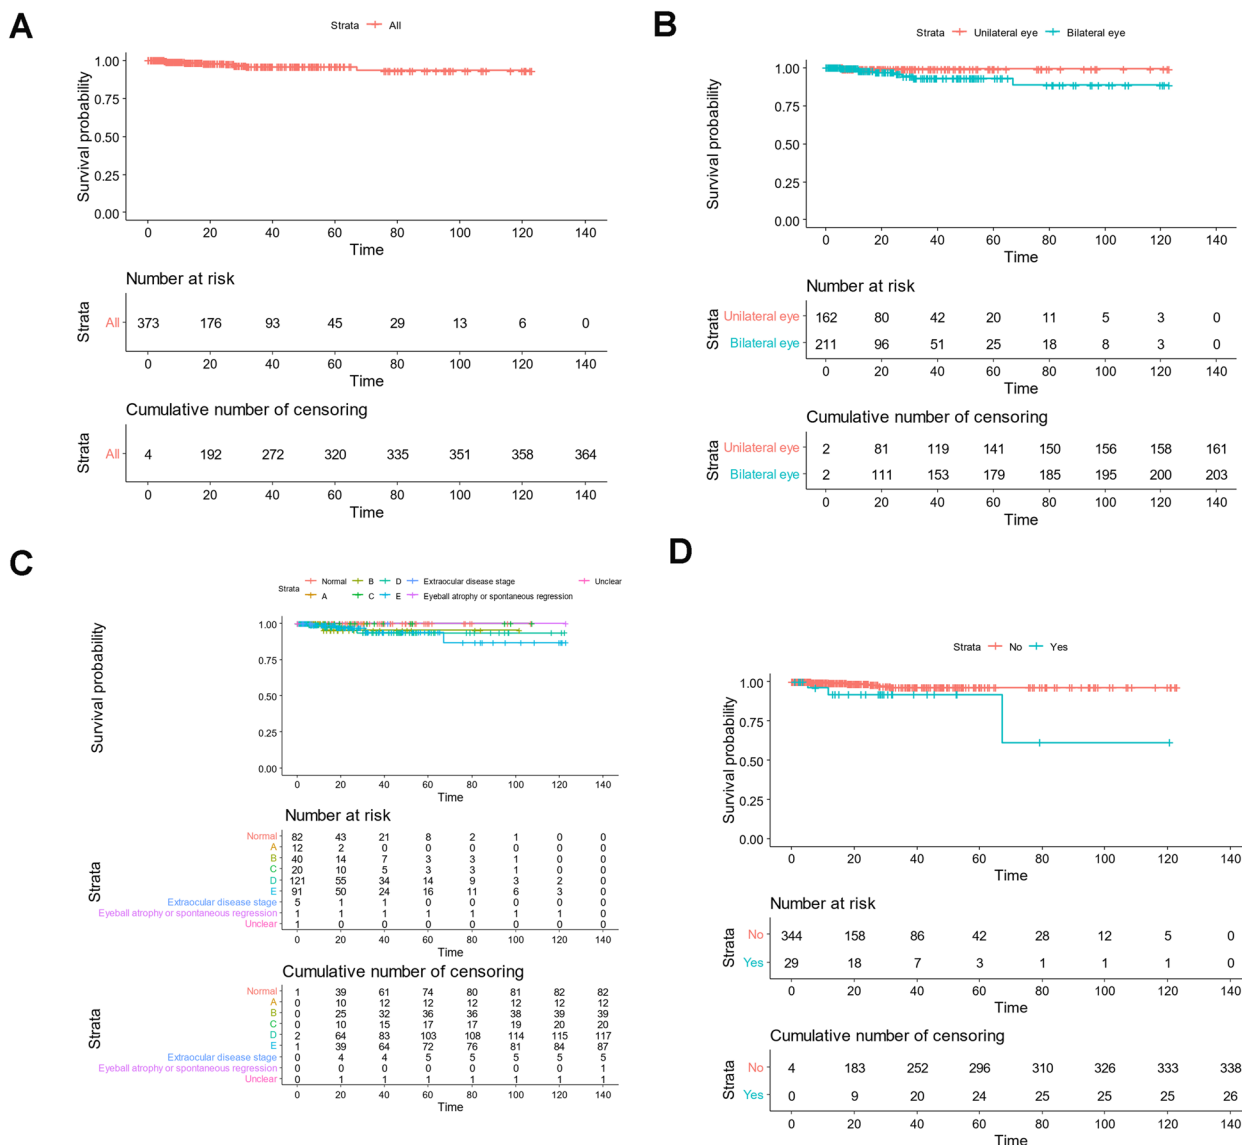 A
Strata All
Survival probability
1.00
0.75
0.50
0.25
0.00
0 20 40 60 80 100 120 140
Time
Number at risk
Strata
All 373 176 93 45 29 13 6 0
0 20 40 60 80 100 120 140
Time
Cumulative number of censoring
Strata
All 4 192 272 320 335 351 358 364
0 20 40 60 80 100 120 140
Time
B
Strata Unilateral eye Bilateral eye
Survival probability
1.00
0.75
0.50
0.25
0.00
0 20 40 60 80 100 120 140
Time
Number at risk
Strata
Unilateral eye 162 80 42 20 11 5 3 0
Bilateral eye 211 96 51 25 18 8 3 0
0 20 40 60 80 100 120 140
Time
Cumulative number of censoring
Strata
Unilateral eye 2 81 119 141 150 156 158 161
Bilateral eye 2 111 153 179 185 195 200 203
0 20 40 60 80 100 120 140
Time
C
Strata Normal B D Extraocular disease stage Unclear
A C E Eyeball atrophy or spontaneous regression
Survival probability
1.00
0.75
0.50
0.25
0.00
0 20 40 60 80 100 120 140
Time
Number at risk
Strata
Normal 82 43 21 8 2 1 0 0
A 12 2 0 0 0 0 0 0
B 40 14 7 3 3 1 0 0
C 20 10 5 3 3 1 0 0
D 121 55 34 14 9 3 2 0
E 91 50 24 16 11 6 3 0
Extraocular disease stage 5 1 1 0 0 0 0 0
Eyeball atrophy or spontaneous regression 1 1 1 1 1 1 1 0
Unclear 1 0 0 0 0 0 0 0
0 20 40 60 80 100 120 140
Time
Cumulative number of censoring
Strata
Normal 1 39 61 74 80 81 82 82
A 0 10 12 12 12 12 12 12
B 0 25 32 36 36 38 39 39
C 0 10 15 17 17 19 20 20
D 2 64 83 103 108 114 115 117
E 1 39 64 72 76 81 84 87
Extraocular disease stage 0 4 4 5 5 5 5 5
Eyeball atrophy or spontaneous regression 0 0 0 0 0 0 0 1
Unclear 0 1 1 1 1 1 1 1
0 20 40 60 80 100 120 140
Time
D
Strata No Yes
Survival probability
1.00
0.75
0.50
0.25
0.00
0 20 40 60 80 100 120 140
Time
Number at risk
Strata
No 344 158 86 42 28 12 5 0
Yes 29 18 7 3 1 1 1 0
0 20 40 60 80 100 120 140
Time
Cumulative number of censoring
Strata
No 4 183 252 296 310 326 333 338
Yes 0 9 20 24 25 25 25 26
0 20 40 60 80 100 120 140
Time